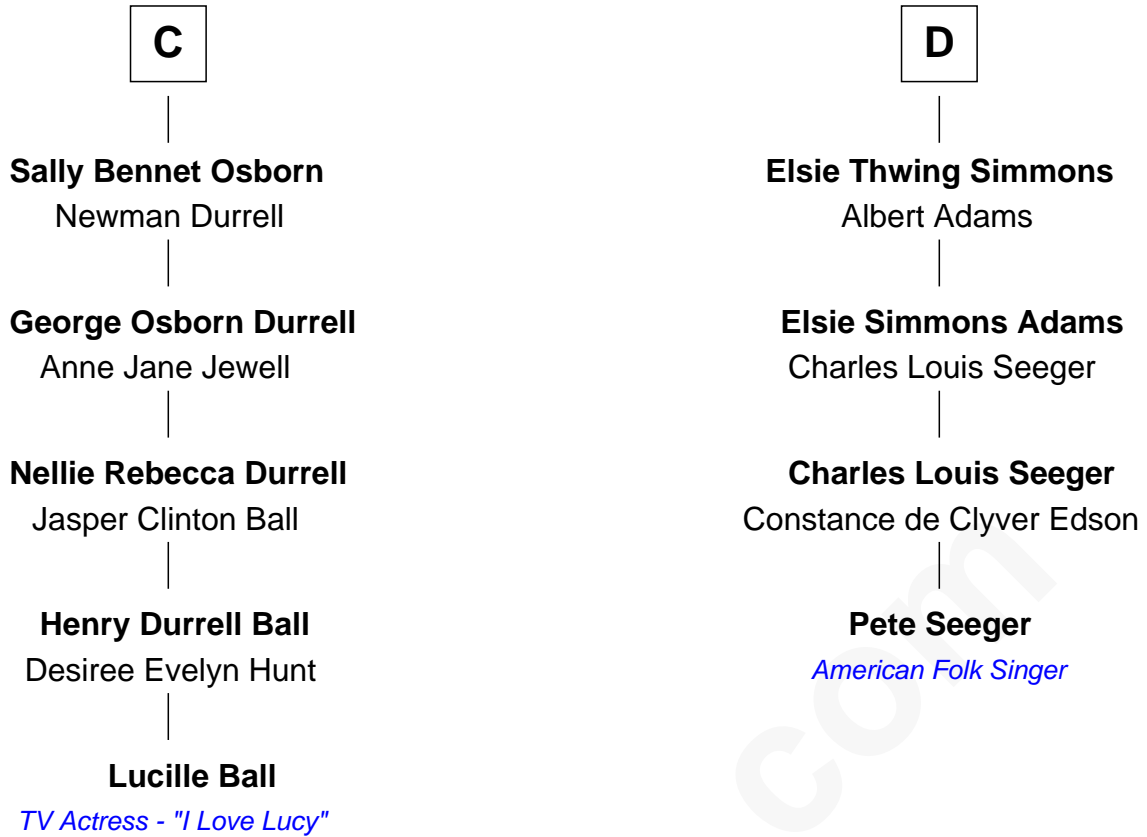 C
Sally Bennet Osborn
Newman Durrell
George Osborn Durrell
Anne Jane Jewell
Nellie Rebecca Durrell
Jasper Clinton Ball
Henry Durrell Ball
Desiree Evelyn Hunt
Lucille Ball
TV Actress - "I Love Lucy"
D
Elsie Thwing Simmons
Albert Adams
Elsie Simmons Adams
Charles Louis Seeger
Charles Louis Seeger
Constance de Clyver Edson
Pete Seeger
American Folk Singer
com